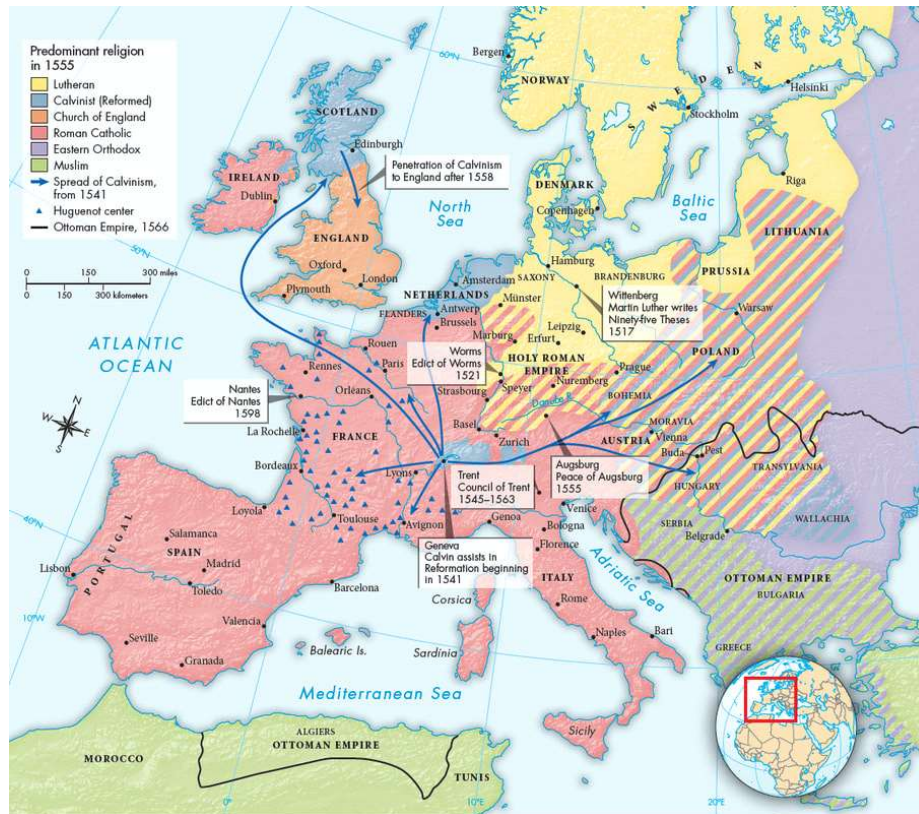 Predominant religion
in 1555
Lutheran
Calvinist (Reformed)
Church of England
Roman Catholic
Eastern Orthodox
Muslim
Spread of Calvinism,
from 1541
Huguenot center
Ottoman Empire, 1566
0 150 300 miles
0 150 300 kilometers
60°N
50°N
40°N
10°W
0°
10°E
20°E
N
E
S
W
Bergen
NORWAY
SWEDEN
Helsinki
Stockholm
SCOTLAND
Edinburgh
Penetration of Calvinism
to England after 1558
IRELAND
Dublin
North
Sea
DENMARK
Copenhagen
Baltic
Sea
Riga
LITHUANIA
ENGLAND
Oxford
London
Plymouth
Hamburg
Amsterdam
SAXONY
BRANDENBURG
PRUSSIA
NETHERLANDS
Münster
Wittenberg
Martin Luther writes
Ninety-five Theses
1517
Warsaw
FLANDERS
Antwerp
Brussels
Marburg
Leipzig
Erfurt
POLAND
ATLANTIC
OCEAN
Rouen
Rennes
Paris
Worms
Edict of Worms
1521
HOLY ROMAN
EMPIRE
Prague
Nantes
Edict of Nantes
1598
Orléans
Strasbourg
Speyer
Nuremberg
BOHEMIA
Danube R.
MORAVIA
La Rochelle
FRANCE
Basel
Zurich
AUSTRIA
Vienna
Buda
Pest
TRANSYLVANIA
Bordeaux
Lyons
Trent
Council of Trent
1545–1563
Augsburg
Peace of Augsburg
1555
HUNGARY
Venice
WALLACHIA
Loyola
Toulouse
Avignon
Genoa
Bologna
SERBIA
Belgrade
PORTUGAL
Salamanca
SPAIN
Madrid
Geneva
Calvin assists in
Reformation beginning
in 1541
Florence
Adriatic Sea
OTTOMAN EMPIRE
BULGARIA
Lisbon
Toledo
Barcelona
Corsica
ITALY
Rome
Valencia
Naples
Bari
Seville
Balearic Is.
Sardinia
GREECE
Granada
Mediterranean Sea
Sicily
ALGIERS
OTTOMAN EMPIRE
MOROCCO
TUNIS